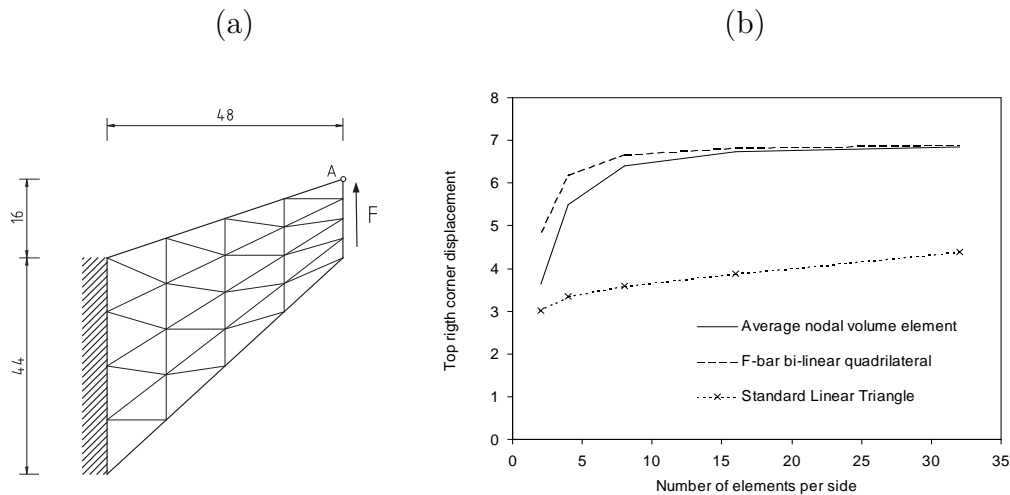 (a)
48
A
F
16
44
(b)
Top rigth corner displacement
8
7
6
5
4
3
2
1
0
Average nodal volume element
F-bar bi-linear quadrilateral
Standard Linear Triangle
0 5 10 15 20 25 30 35
Number of elements per side